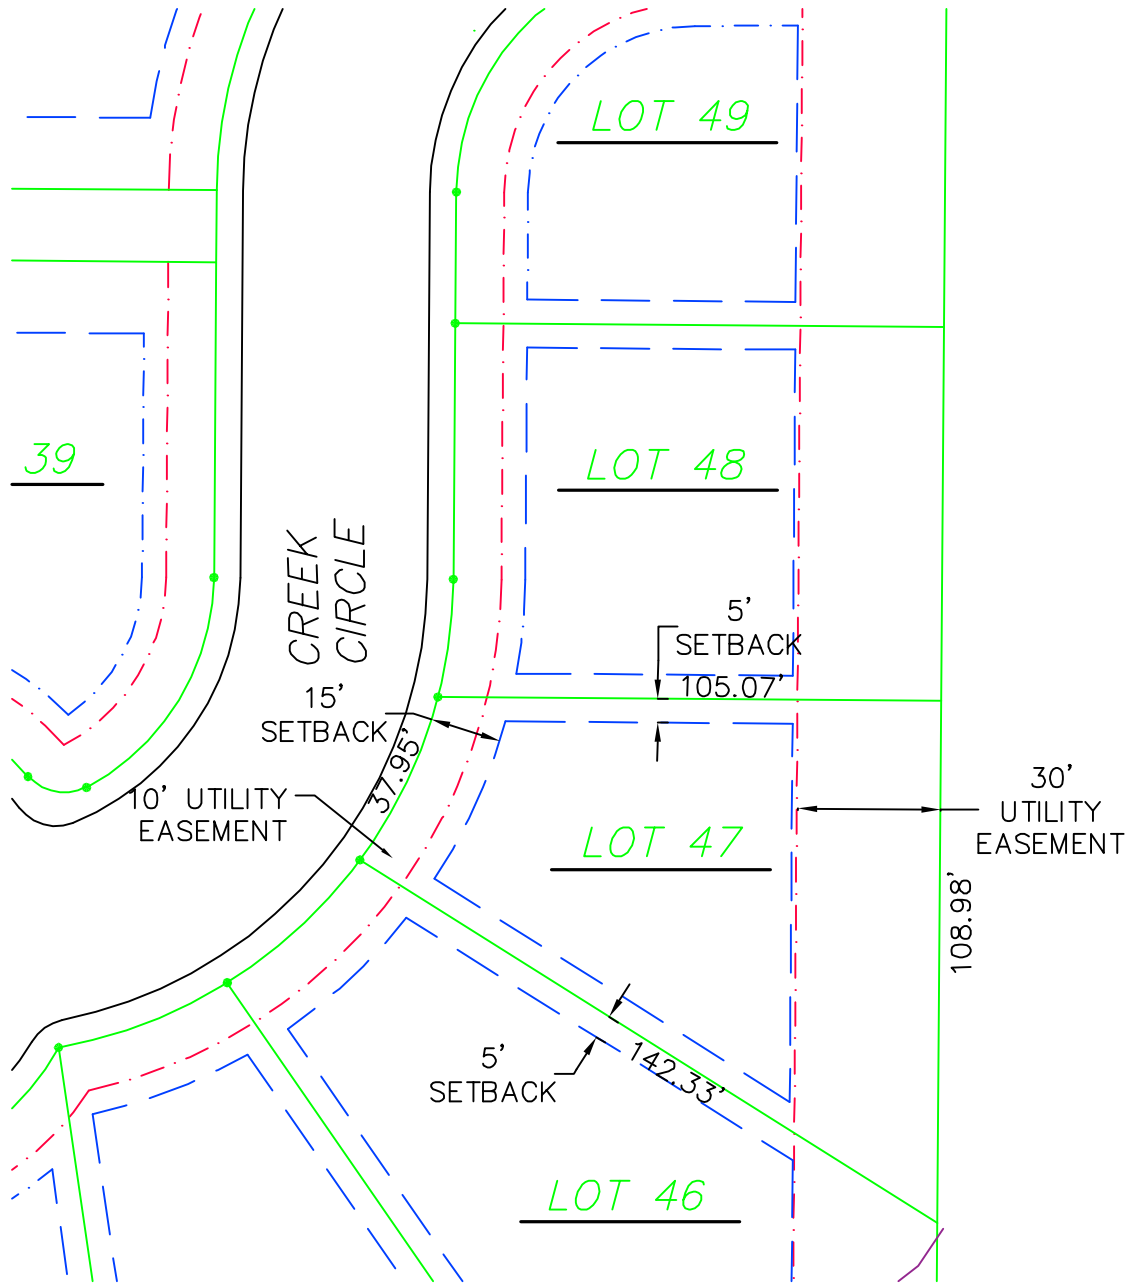 LOT 49
39
LOT 48
CREEK
CIRCLE
5'
SETBACK
105.07'
15'
SETBACK
37.95'
10' UTILITY
EASEMENT
LOT 47
30'
UTILITY
EASEMENT
108.98'
5'
SETBACK
142.33'
LOT 46